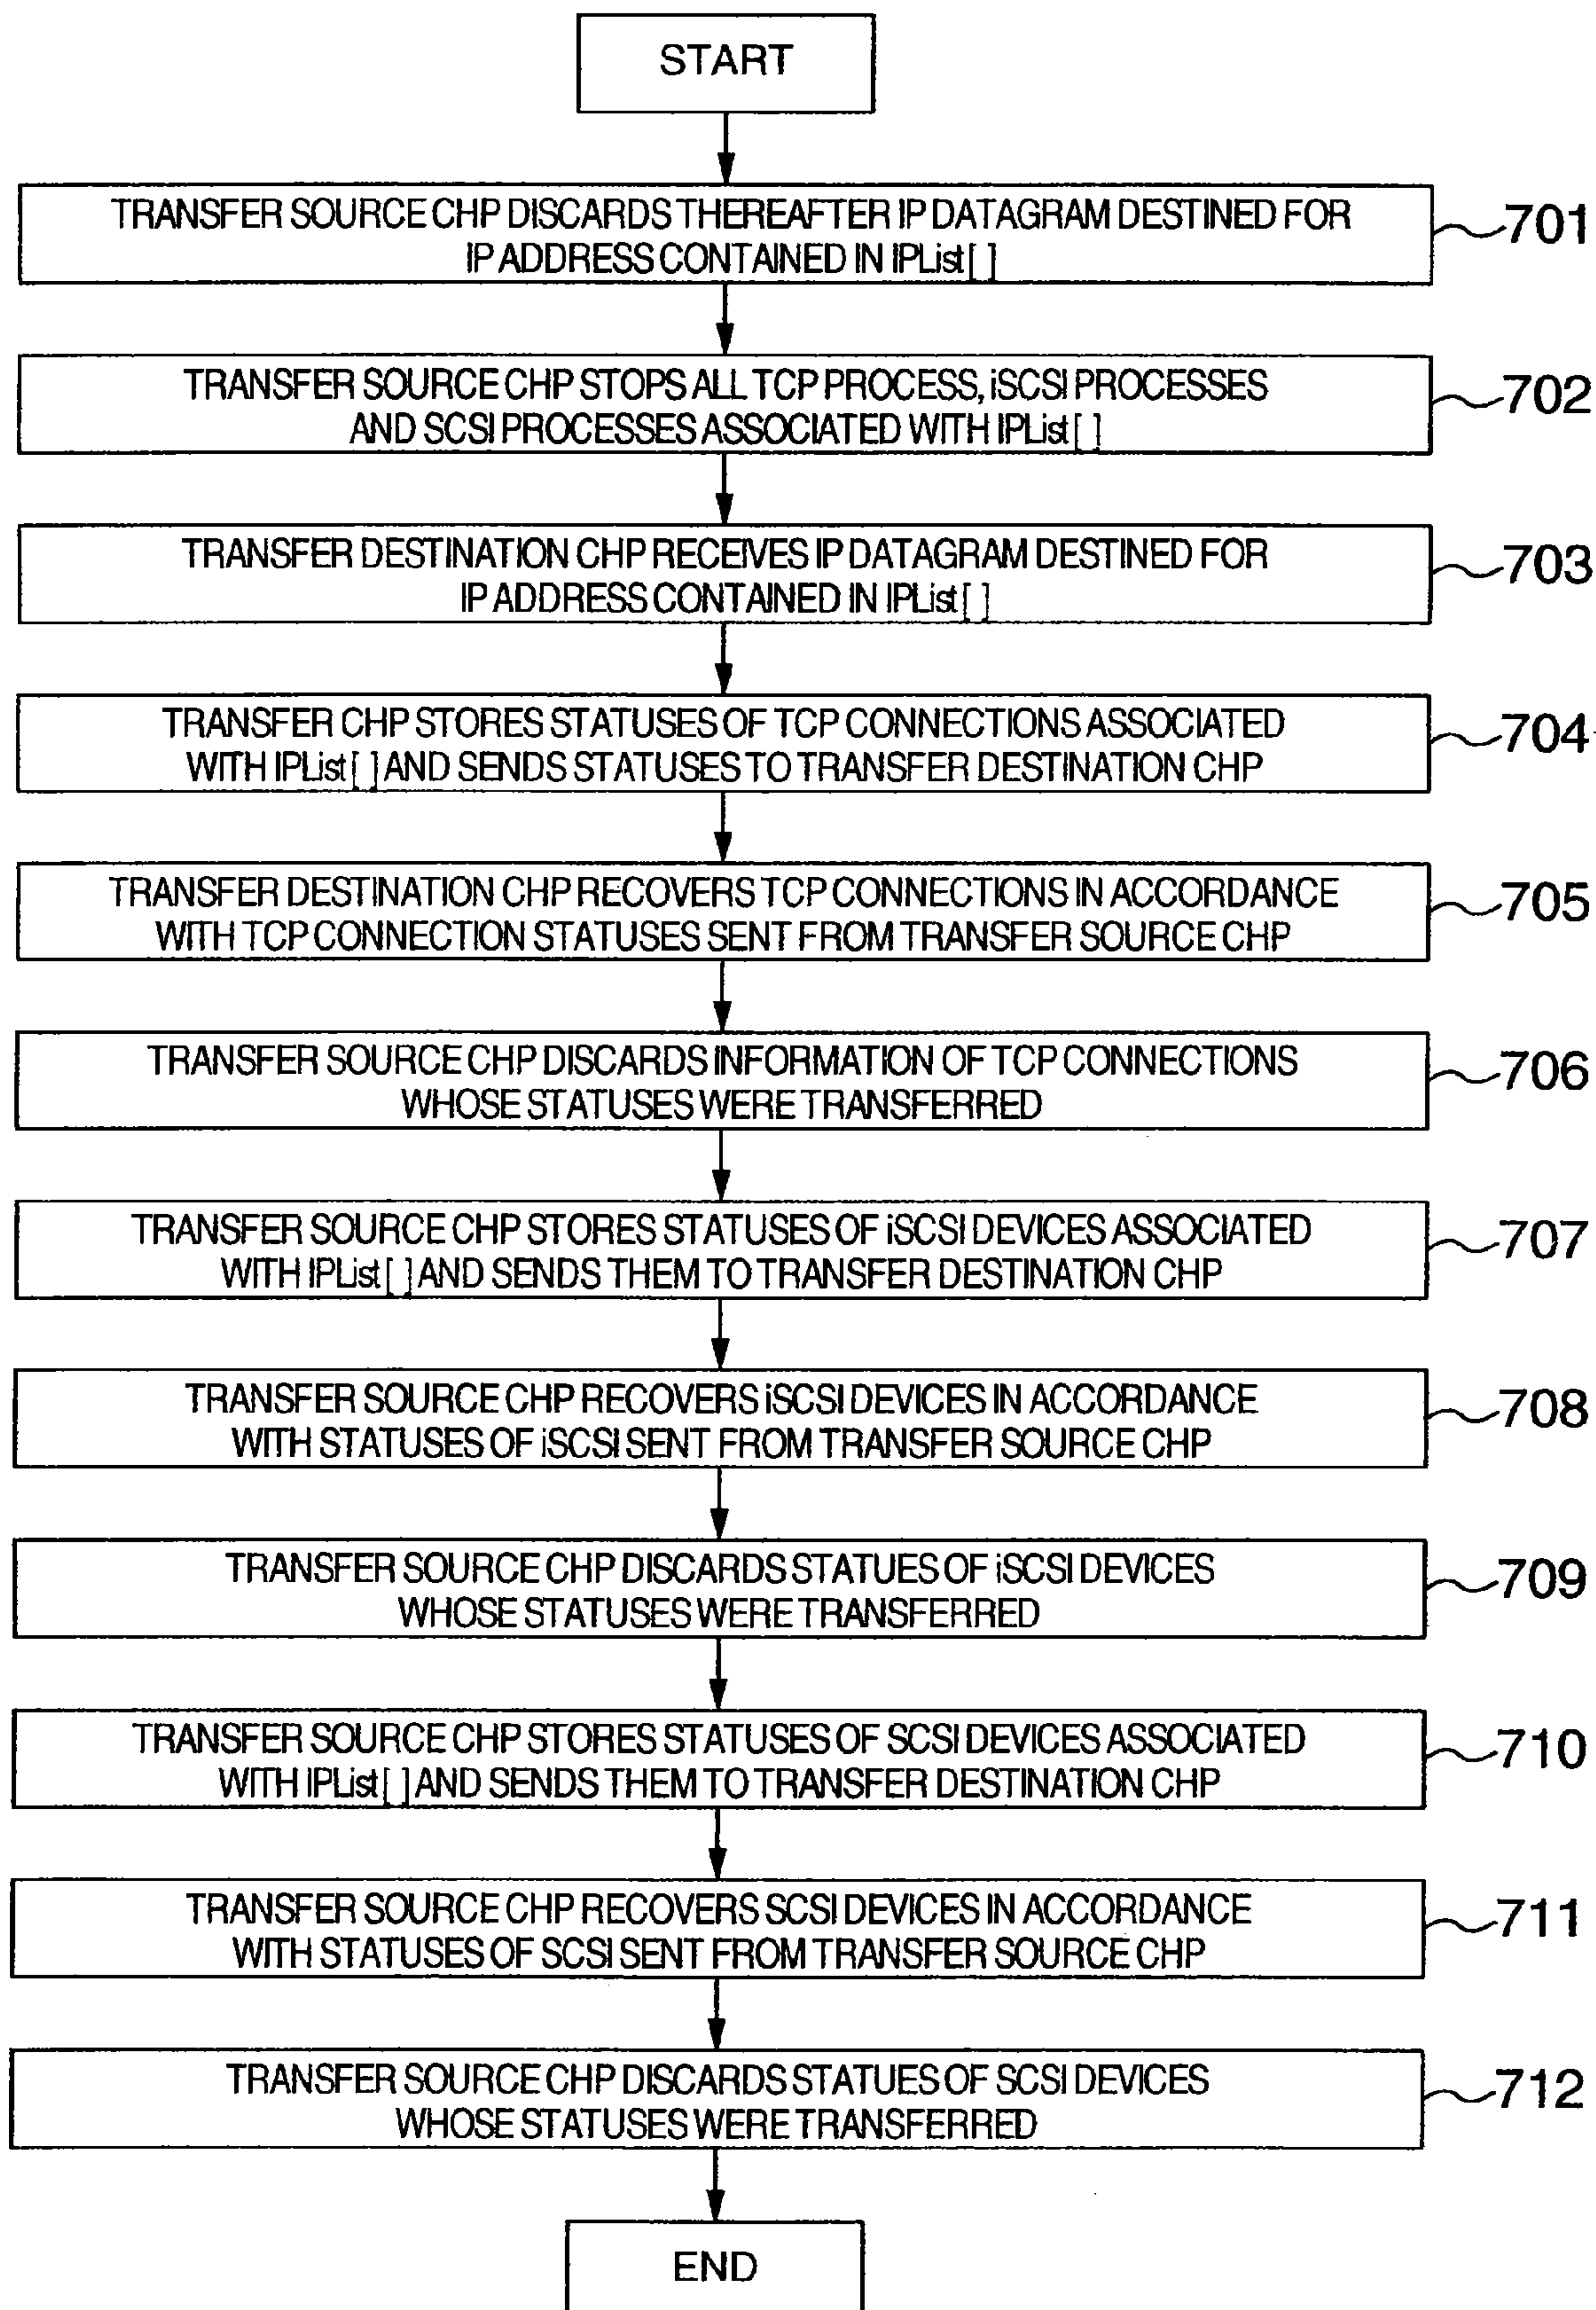 START
TRANSFER SOURCE CHP DISCARDS THEREAFTER IP DATAGRAM DESTINED FOR
IP ADDRESS CONTAINED IN IPList[ ]
701
TRANSFER SOURCE CHP STOPS ALL TCP PROCESS, iSCSI PROCESSES
AND SCSI PROCESSES ASSOCIATED WITH IPList[ ]
702
TRANSFER DESTINATION CHP RECEIVES IP DATAGRAM DESTINED FOR
IP ADDRESS CONTAINED IN IPList[ ]
703
TRANSFER CHP STORES STATUSES OF TCP CONNECTIONS ASSOCIATED
WITH IPList[ ] AND SENDS STATUSES TO TRANSFER DESTINATION CHP
704
TRANSFER DESTINATION CHP RECOVERS TCP CONNECTIONS IN ACCORDANCE
WITH TCP CONNECTION STATUSES SENT FROM TRANSFER SOURCE CHP
705
TRANSFER SOURCE CHP DISCARDS INFORMATION OF TCP CONNECTIONS
WHOSE STATUSES WERE TRANSFERRED
706
TRANSFER SOURCE CHP STORES STATUSES OF iSCSI DEVICES ASSOCIATED
WITH IPList[ ] AND SENDS THEM TO TRANSFER DESTINATION CHP
707
TRANSFER SOURCE CHP RECOVERS iSCSI DEVICES IN ACCORDANCE
WITH STATUSES OF iSCSI SENT FROM TRANSFER SOURCE CHP
708
TRANSFER SOURCE CHP DISCARDS STATUES OF iSCSI DEVICES
WHOSE STATUSES WERE TRANSFERRED
709
TRANSFER SOURCE CHP STORES STATUSES OF SCSI DEVICES ASSOCIATED
WITH IPList[ ] AND SENDS THEM TO TRANSFER DESTINATION CHP
710
TRANSFER SOURCE CHP RECOVERS SCSI DEVICES IN ACCORDANCE
WITH STATUSES OF SCSI SENT FROM TRANSFER SOURCE CHP
711
TRANSFER SOURCE CHP DISCARDS STATUES OF SCSI DEVICES
WHOSE STATUSES WERE TRANSFERRED
712
END